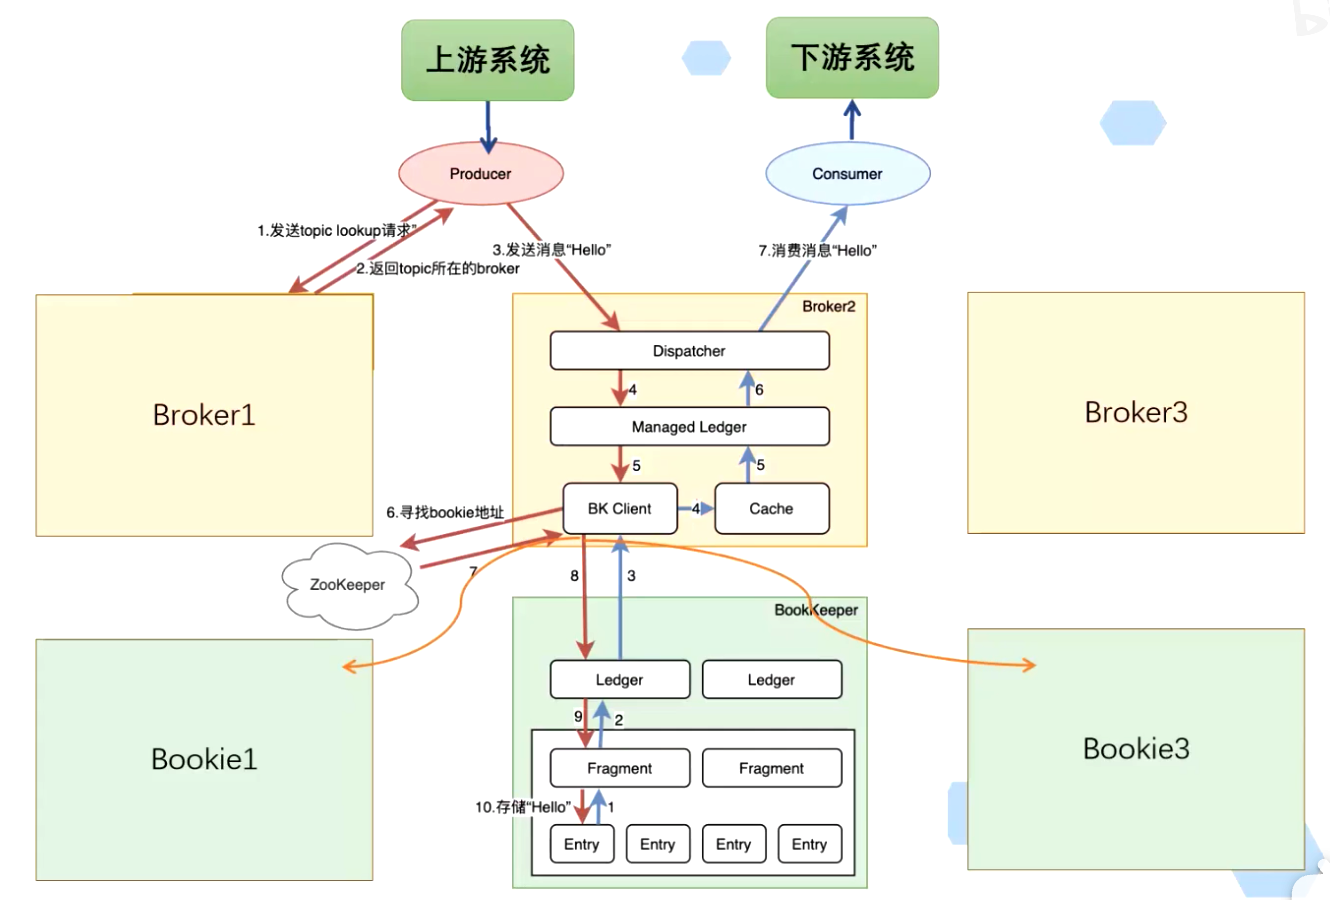 上游系统
下游系统
Producer
Consumer
1.发送topic lookup请求”
2.返回topic所在的broker
3.发送消息“Hello”
7.消费消息“Hello”
Broker1
Broker2
Broker3
Dispatcher
4
6
Managed Ledger
5
5
BK Client
4
Cache
6.寻找bookie地址
7
ZooKeeper
8
3
BookKeeper
Ledger
Ledger
9
2
Bookie1
Bookie3
Fragment
Fragment
10.存储“Hello”
1
Entry
Entry
Entry
Entry